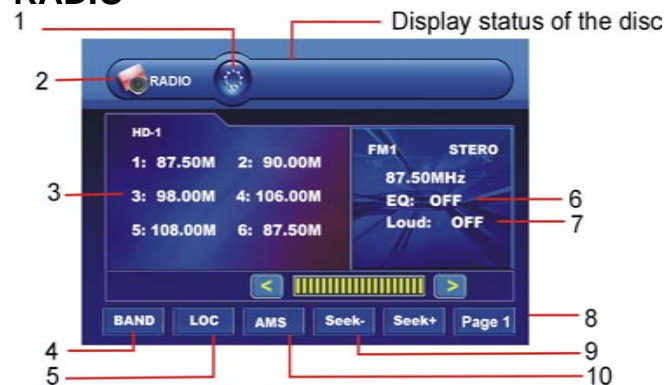 RADIO
1
Display status of the disc
2
RADIO
HD-1
1: 87.50M 2: 90.00M
3
3: 98.00M 4: 106.00M
5: 108.00M 6: 87.50M
FM1 STERO
87.50MHz
EQ: OFF
6
Loud: OFF
7
< >
BAND LOC AMS Seek- Seek+ Page 1
8
4
9
5
10